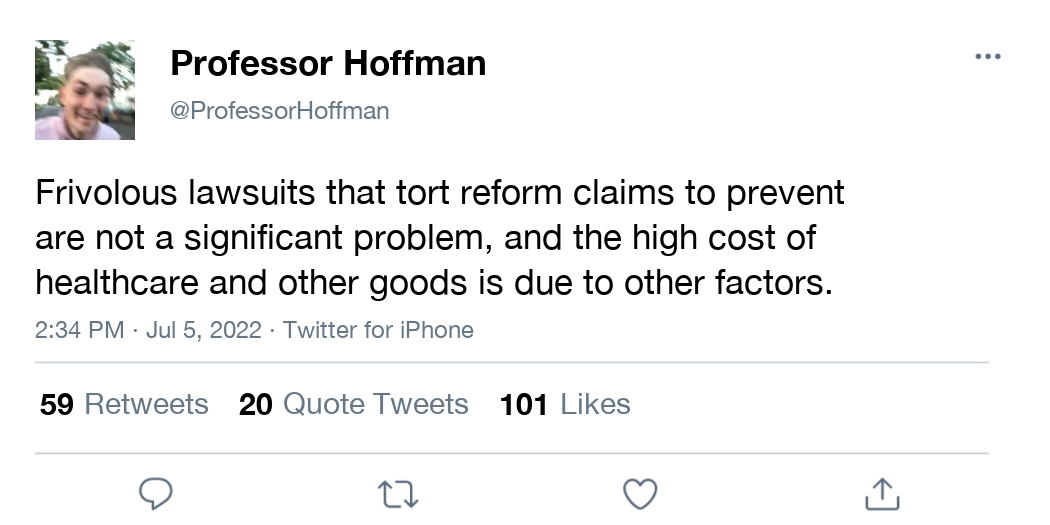 Professor Hoffman
@ProfessorHoffman
Frivolous lawsuits that tort reform claims to prevent
are not a significant problem, and the high cost of
healthcare and other goods is due to other factors.
2:34 PM · Jul 5, 2022 · Twitter for iPhone
59 Retweets 20 Quote Tweets 101 Likes